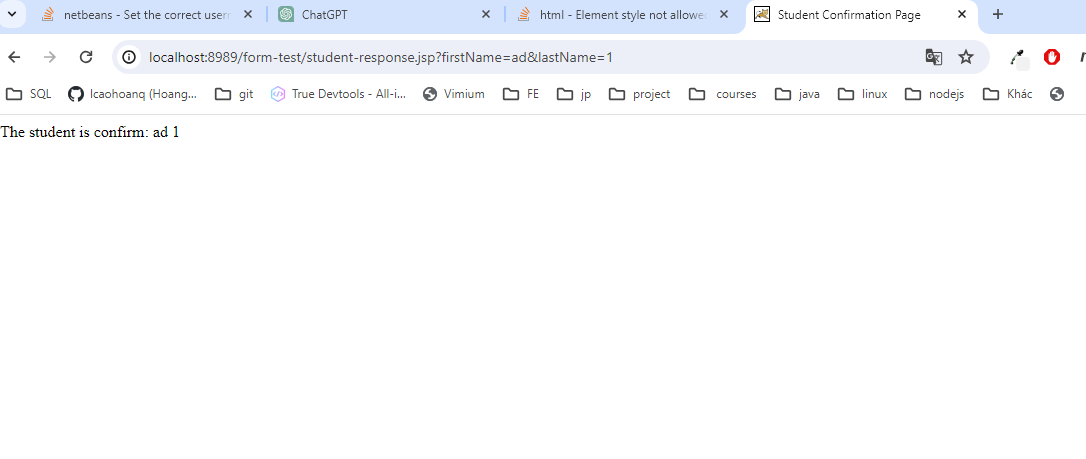 netbeans - Set the correct usern
ChatGPT
html - Element style not allowe
Student Confirmation Page
localhost:8989/form-test/student-response.jsp?firstName=ad&lastName=1
SQL
lcaohoanq (Hoang...
git
True Devtools - All-i...
Vimium
FE
jp
project
courses
java
linux
nodejs
Khác
The student is confirm: ad 1